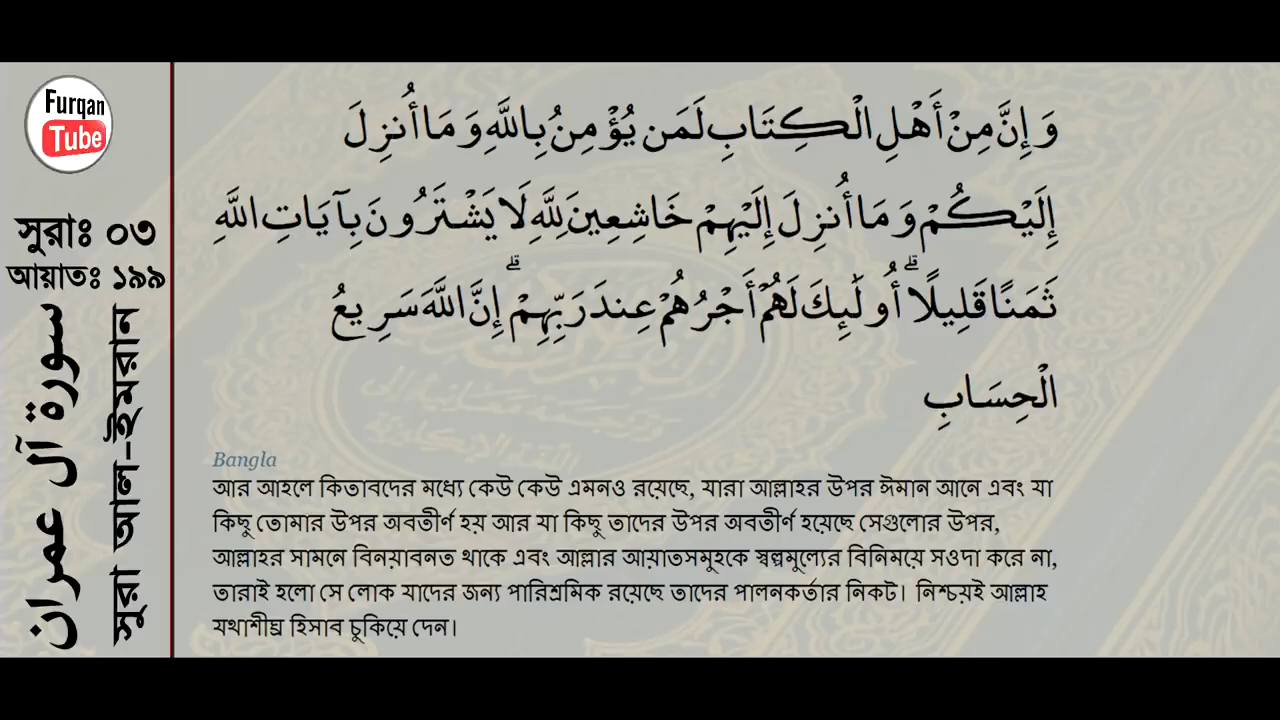 Furqan
Tube
সুরাঃ ০৩
আয়াতঃ ১৯৯
سورة آل عمران
সুরা আল-ইমরান
وَإِنَّ مِنْ أَهْلِ الْكِتَابِ لَمَن يُؤْمِنُ بِاللَّهِ وَمَا أُنزِلَ
إِلَيْكُمْ وَمَا أُنزِلَ إِلَيْهِمْ خَاشِعِينَ لِلَّهِ لَا يَشْتَرُونَ بِآيَاتِ اللَّهِ
ثَمَنًا قَلِيلًا ۗ أُولَٰئِكَ لَهُمْ أَجْرُهُمْ عِندَ رَبِّهِمْ ۗ إِنَّ اللَّهَ سَرِيعُ
الْحِسَابِ
Bangla
আর আহলে কিতাবদের মধ্যে কেউ কেউ এমনও রয়েছে, যারা আল্লাহর উপর ঈমান আনে এবং যা
কিছু তোমার উপর অবতীর্ণ হয় আর যা কিছু তাদের উপর অবতীর্ণ হয়েছে সেগুলোর উপর,
আল্লাহর সামনে বিনয়াবনত থাকে এবং আল্লার আয়াতসমুহকে স্বল্পমুল্যের বিনিময়ে সওদা করে না,
তারাই হলো সে লোক যাদের জন্য পারিশ্রমিক রয়েছে তাদের পালনকর্তার নিকট। নিশ্চয়ই আল্লাহ
যথাশীঘ্র হিসাব চুকিয়ে দেন।